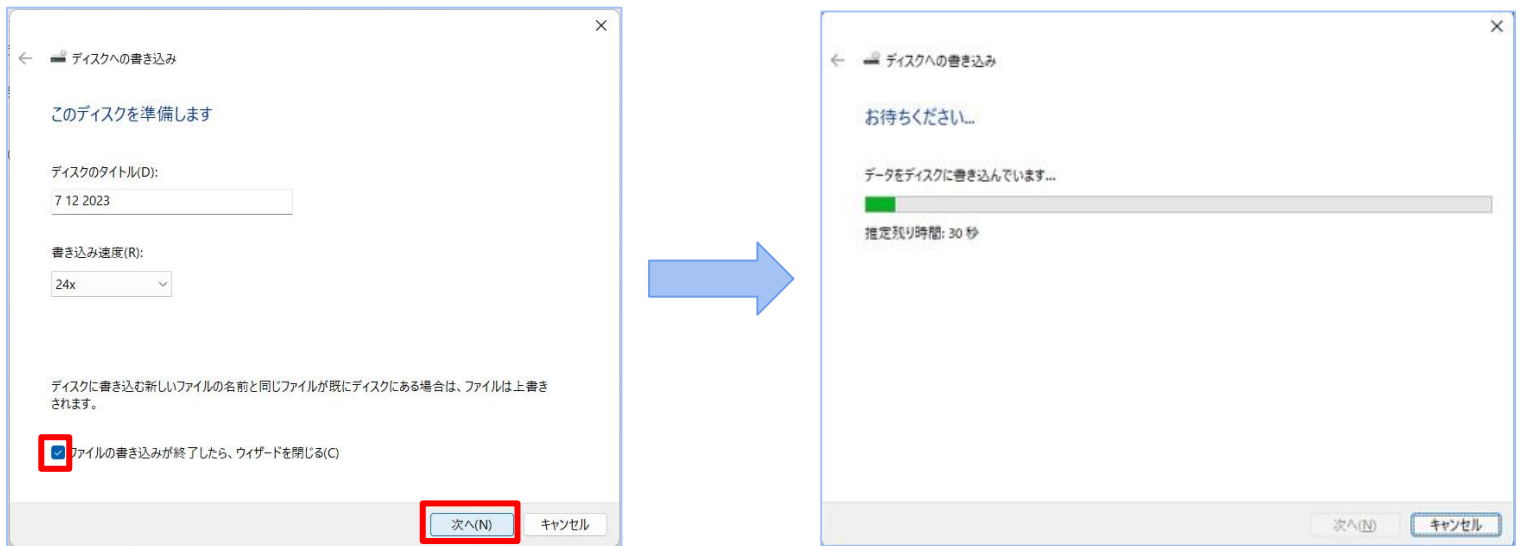 ディスクへの書き込み
このディスクを準備します
ディスクのタイトル(D):
7 12 2023
書き込み速度(R):
24x
ディスクに書き込む新しいファイルの名前と同じファイルが既にディスクにある場合は、ファイルは上書き
されます。
ファイルの書き込みが終了したら、ウィザードを閉じる(C)
次へ(N)
キャンセル
ディスクへの書き込み
お待ちください...
データをディスクに書き込んでいます...
推定残り時間: 30 秒
次へ(N)
キャンセル